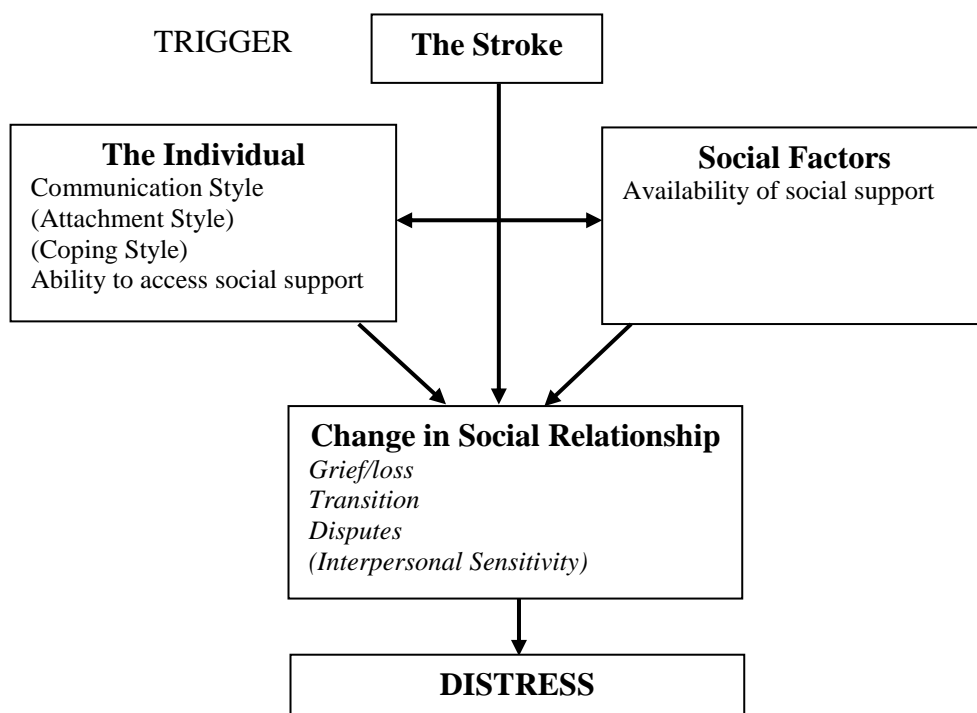 TRIGGER
The Stroke
The Individual
Communication Style
(Attachment Style)
(Coping Style)
Ability to access social support
Social Factors
Availability of social support
Change in Social Relationship
Grief/loss
Transition
Disputes
(Interpersonal Sensitivity)
DISTRESS